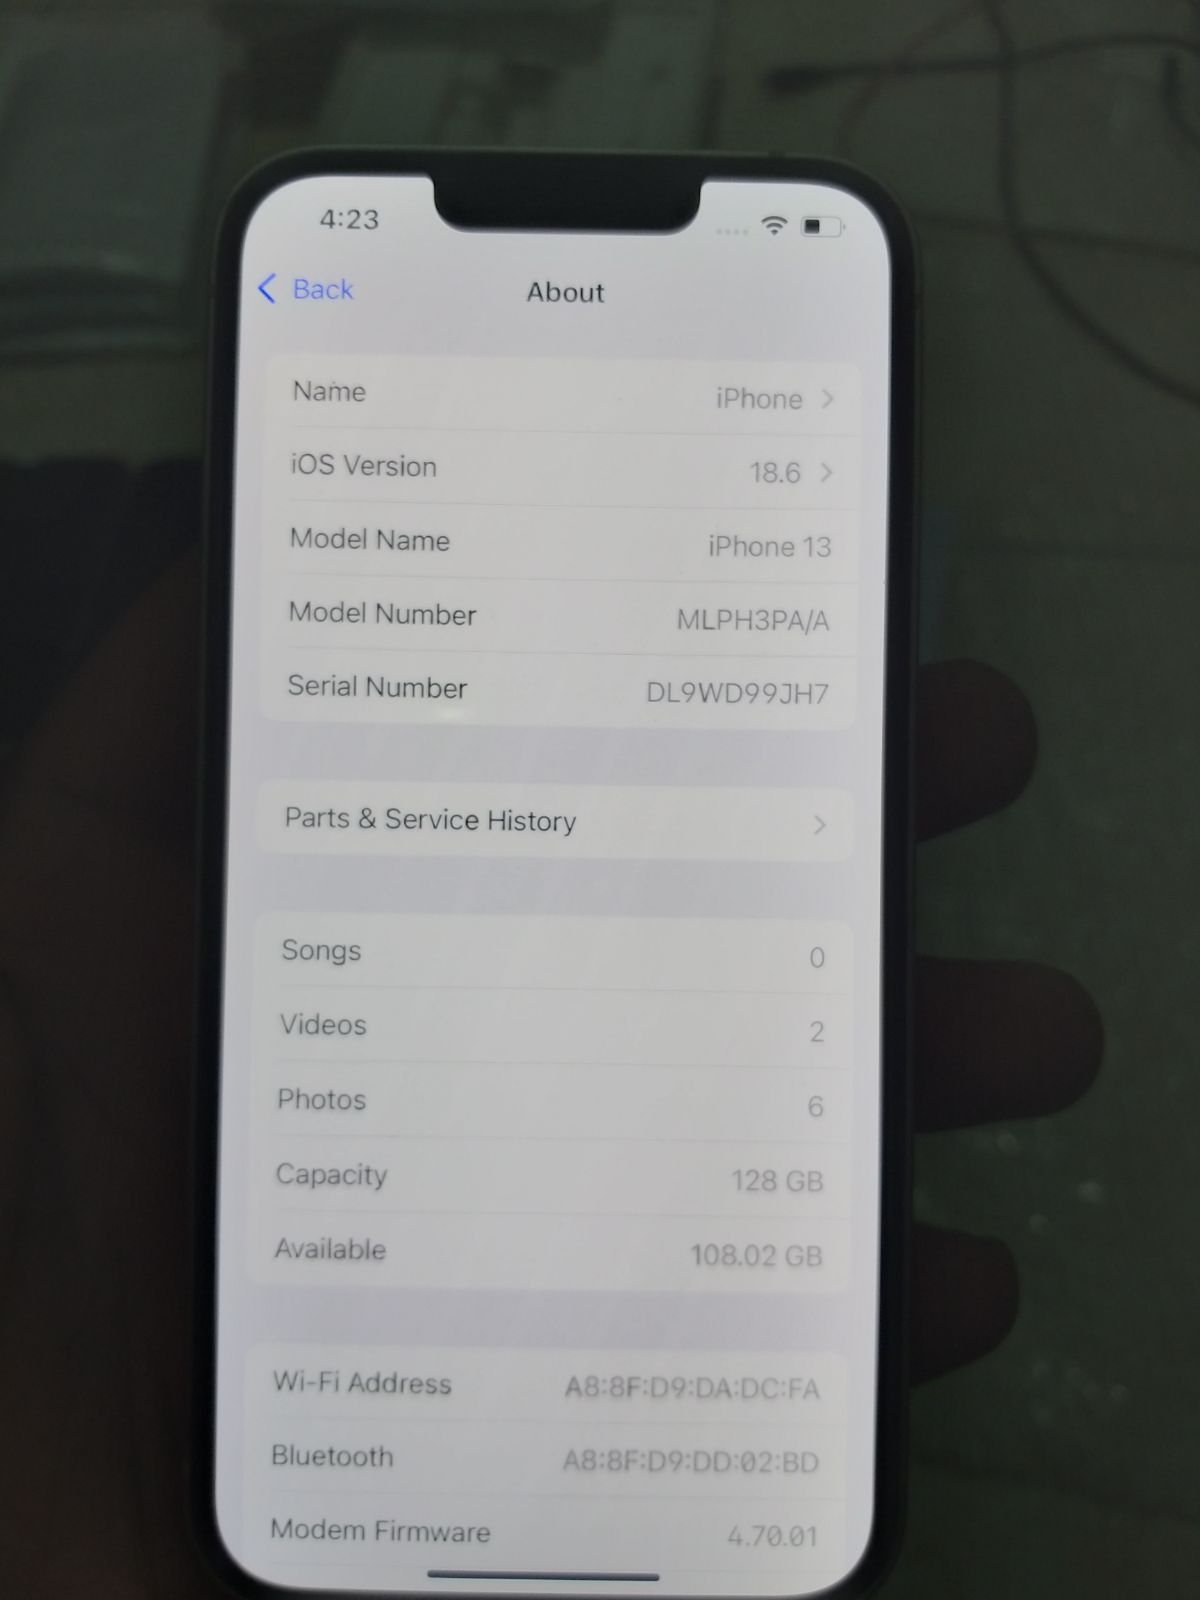 4:23
Back
About
Name iPhone
iOS Version 18.6
Model Name iPhone 13
Model Number MLPH3PA/A
Serial Number DL9WD99JH7
Parts & Service History
Songs 0
Videos 2
Photos 6
Capacity 128 GB
Available 108.02 GB
Wi-Fi Address A8:8F:D9:DA:DC:FA
Bluetooth A8:8F:D9:DD:02:BD
Modem Firmware 4.70.01